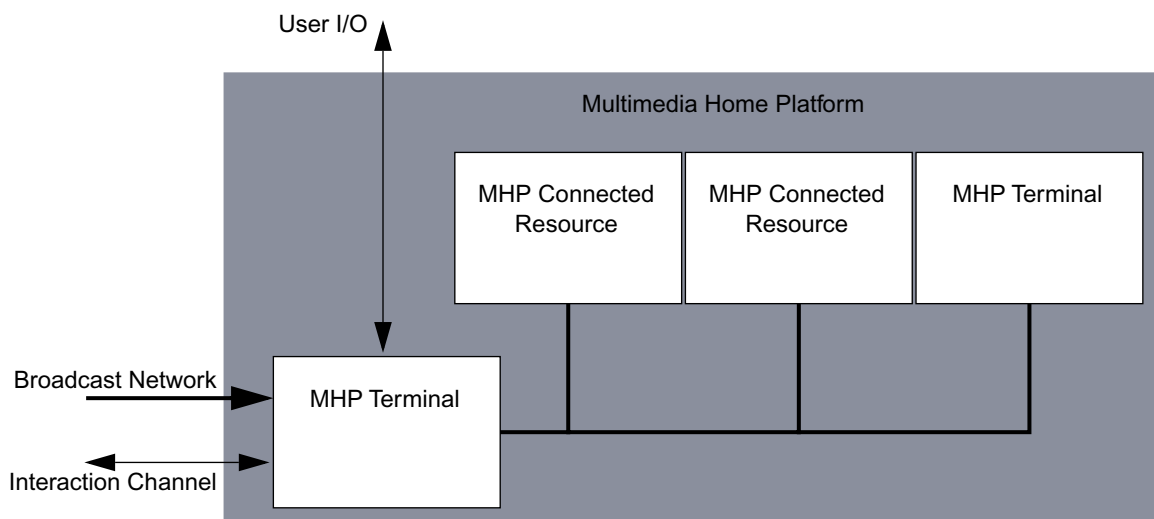 User I/O
Multimedia Home Platform
MHP Connected
Resource
MHP Connected
Resource
MHP Terminal
Broadcast Network
MHP Terminal
Interaction Channel